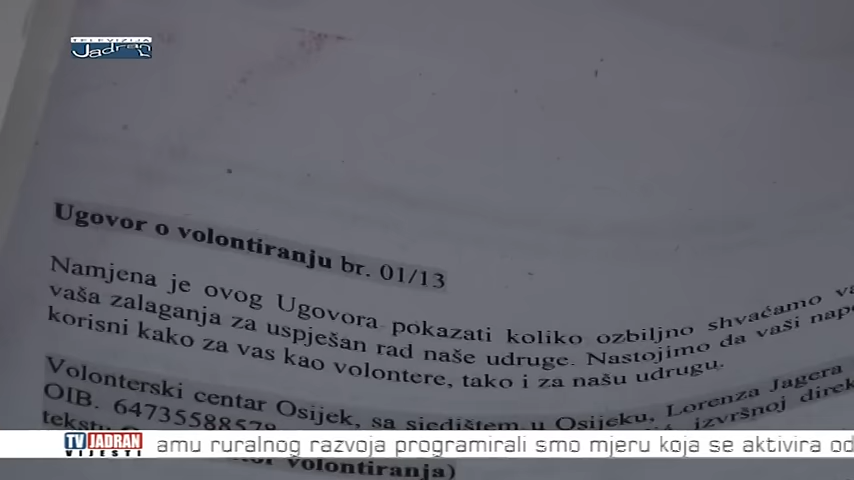 TELEVIZIJA
Jadran
Ugovor o volontiranju br. 01/13
Namjena je ovog Ugovora pokazati koliko ozbiljno shvaćamo
vaša zalaganja za uspješan rad naše udruge. Nastojimo da vaši
korisni kako za vas kao volontere, tako i za našu udrugu.
Volonterski centar Osijek, sa sjedištem u Osijeku, Lorenza Jagera
OIB. 64735588579 izvršnoj
volontiranja)
TV JADRAN
VIJESTI
amu ruralnog razvoja programirali smo mjeru koja se aktivira od